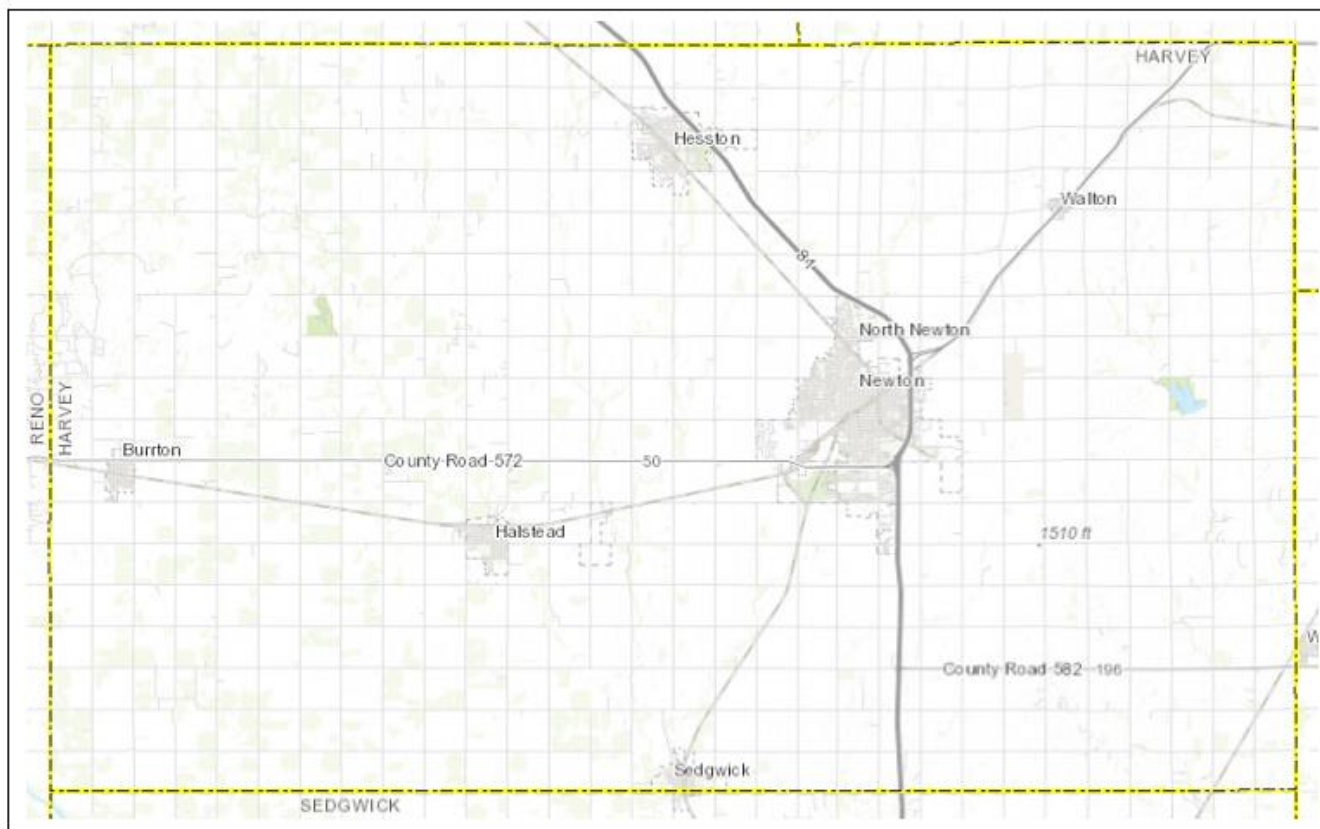 HARVEY
Hesston
Walton
84
North Newton
Newton
RENO
HARVEY
Burrton
County Road 572
50
Halstead
1510 ft
W
County Road 582
196
Sedgwick
SEDGWICK